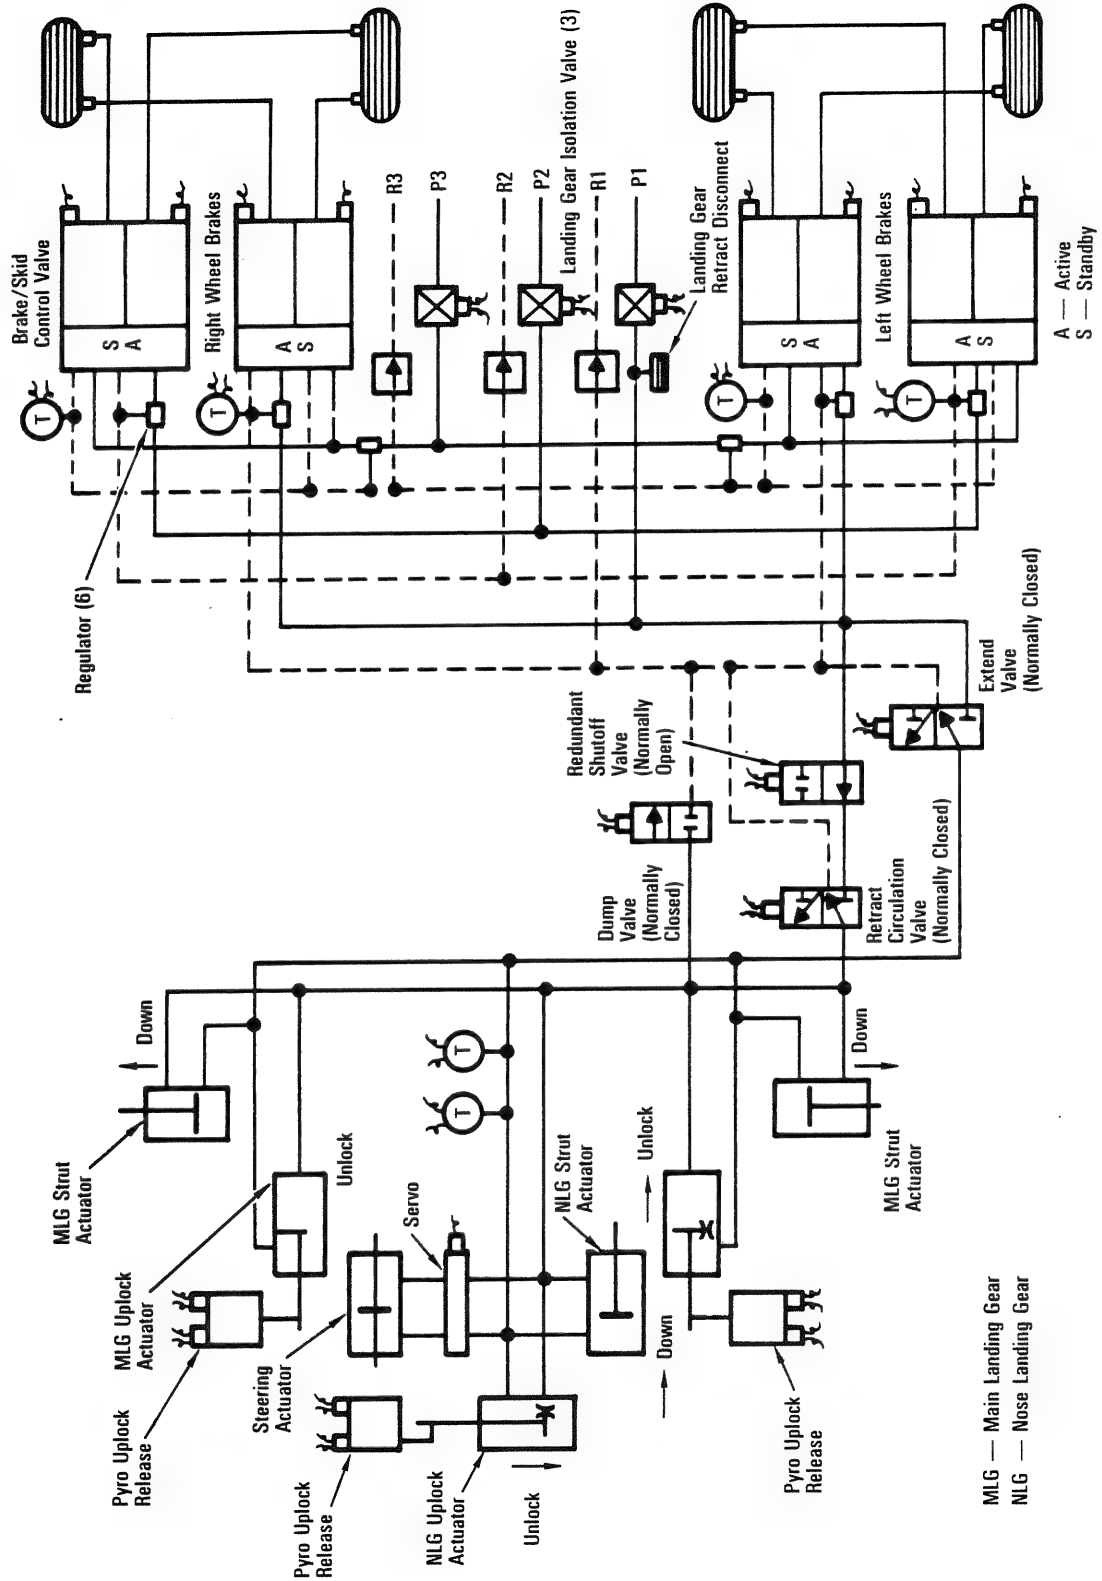 Brake/Skid
Control Valve
Right Wheel Brakes
R3
P3
R2
P2
Landing Gear Isolation Valve (3)
R1
P1
Landing Gear
Retract Disconnect
Left Wheel Brakes
A — Active
S — Standby
S
A
A
S
S
A
A
S
T
T
T
T
Regulator (6)
Redundant
Shutoff
Valve
(Normally
Open)
Extend
Valve
(Normally Closed)
Dump
Valve
(Normally
Closed)
Retract
Circulation
Valve
(Normally Closed)
Down
T
T
Down
MLG Strut
Actuator
Unlock
Servo
NLG Strut
Actuator
Unlock
MLG Strut
Actuator
MLG Uplock
Actuator
Steering
Actuator
Down
Pyro Uplock
Release
Pyro Uplock
Release
NLG Uplock
Actuator
Unlock
Pyro Uplock
Release
MLG — Main Landing Gear
NLG — Nose Landing Gear